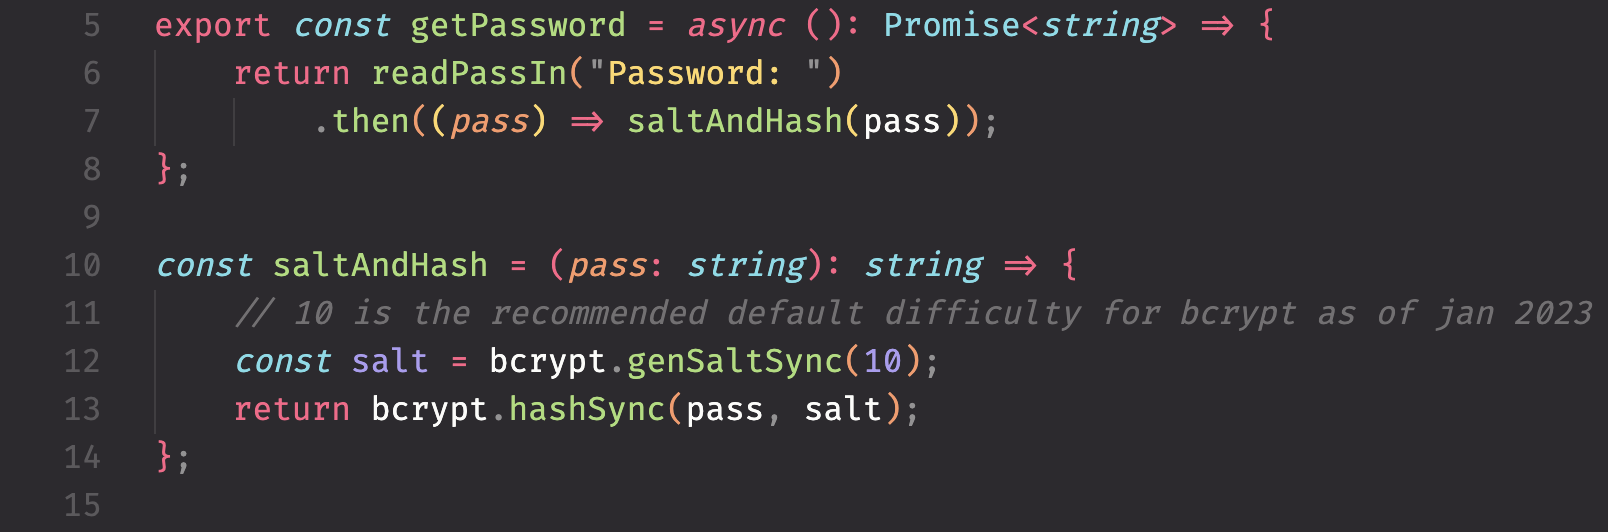 5 export const getPassword = async (): Promise<string> => {
6 return readPassIn("Password: ")
7 .then((pass) => saltAndHash(pass));
8 };
9
10 const saltAndHash = (pass: string): string => {
11 // 10 is the recommended default difficulty for bcrypt as of jan 2023
12 const salt = bcrypt.genSaltSync(10);
13 return bcrypt.hashSync(pass, salt);
14 };
15